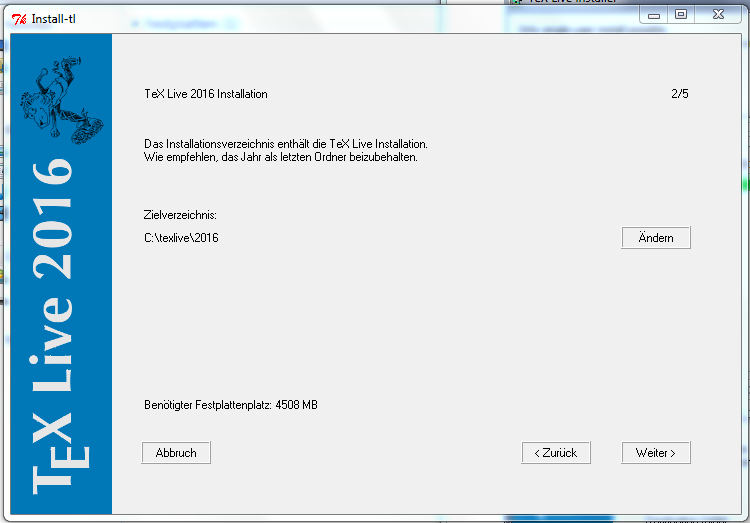 Install-tl
TeX Live 2016 Installation
2/5
Das Installationsverzeichnis enthält die TeX Live Installation.
Wie empfehlen, das Jahr als letzten Ordner beizubehalten.
Zielverzeichnis:
C:\texlive\2016
Ändern
Benötigter Festplattenplatz: 4508 MB
Abbruch
< Zurück
Weiter >
TEX Live 2016